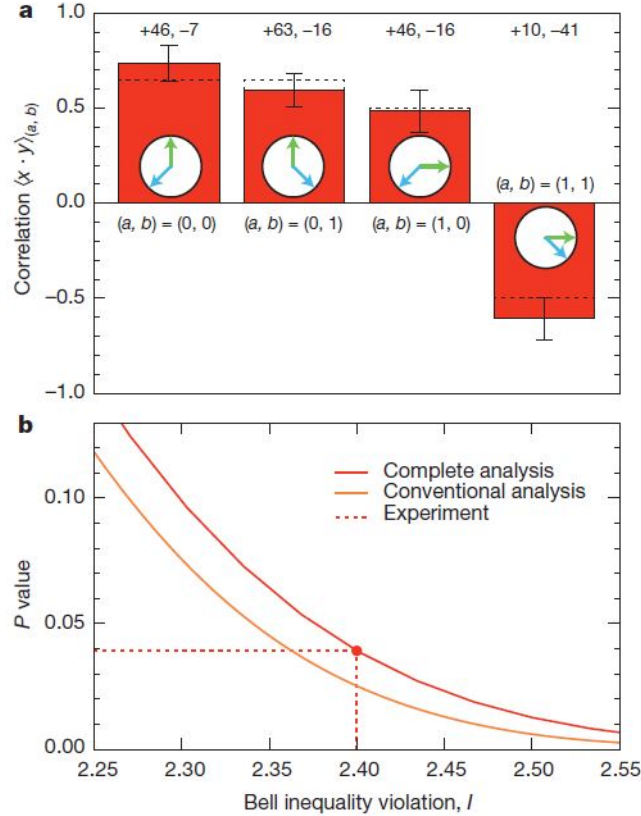 a
1.0
+46, –7
+63, –16
+46, –16
+10, –41
0.5
0.0
–0.5
–1.0
Correlation ⟨x · y⟩(a, b)
(a, b) = (0, 0)
(a, b) = (0, 1)
(a, b) = (1, 0)
(a, b) = (1, 1)
b
Complete analysis
Conventional analysis
Experiment
0.10
0.05
0.00
P value
2.25
2.30
2.35
2.40
2.45
2.50
2.55
Bell inequality violation, I